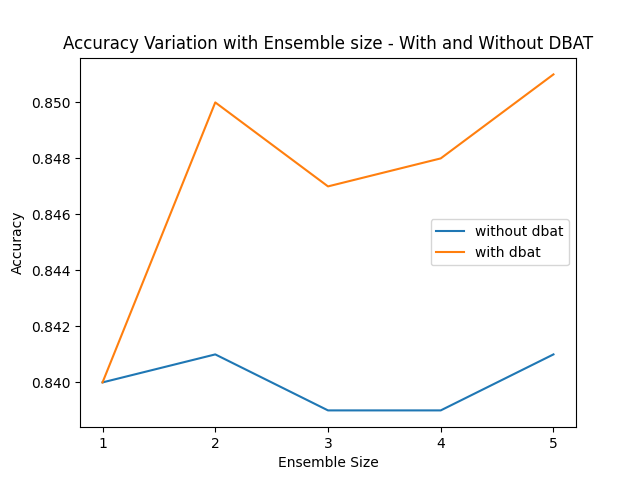 Accuracy Variation with Ensemble size - With and Without DBAT
0.850
0.848
0.846
0.844
0.842
0.840
Accuracy
without dbat
with dbat
1 2 3 4 5
Ensemble Size